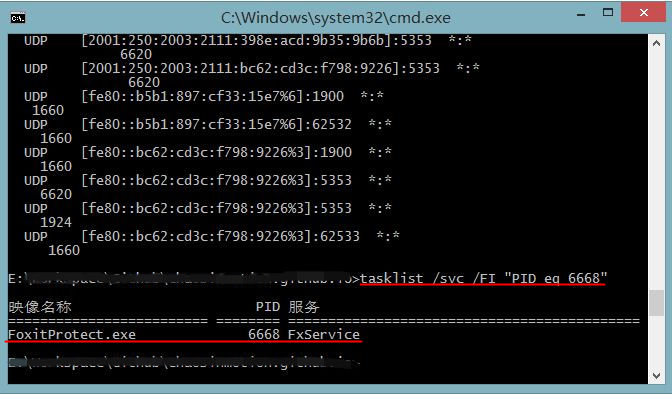 C:\Windows\system32\cmd.exe
UDP [2001:250:2003:2111:398e:acd:9b35:9b6b]:5353 *:*
6620
UDP [2001:250:2003:2111:bc62:cd3c:f798:9226]:5353 *:*
6620
UDP [fe80::b5b1:897:cf33:15e7%6]:1900 *:*
1660
UDP [fe80::b5b1:897:cf33:15e7%6]:62532 *:*
1660
UDP [fe80::bc62:cd3c:f798:9226%3]:1900 *:*
1660
UDP [fe80::bc62:cd3c:f798:9226%3]:5353 *:*
6620
UDP [fe80::bc62:cd3c:f798:9226%3]:5353 *:*
1924
UDP [fe80::bc62:cd3c:f798:9226%3]:62533 *:*
1660
>tasklist /svc /FI "PID eq 6668"
映像名称 PID 服务
========================= ======== ============================================
FoxitProtect.exe 6668 FxService